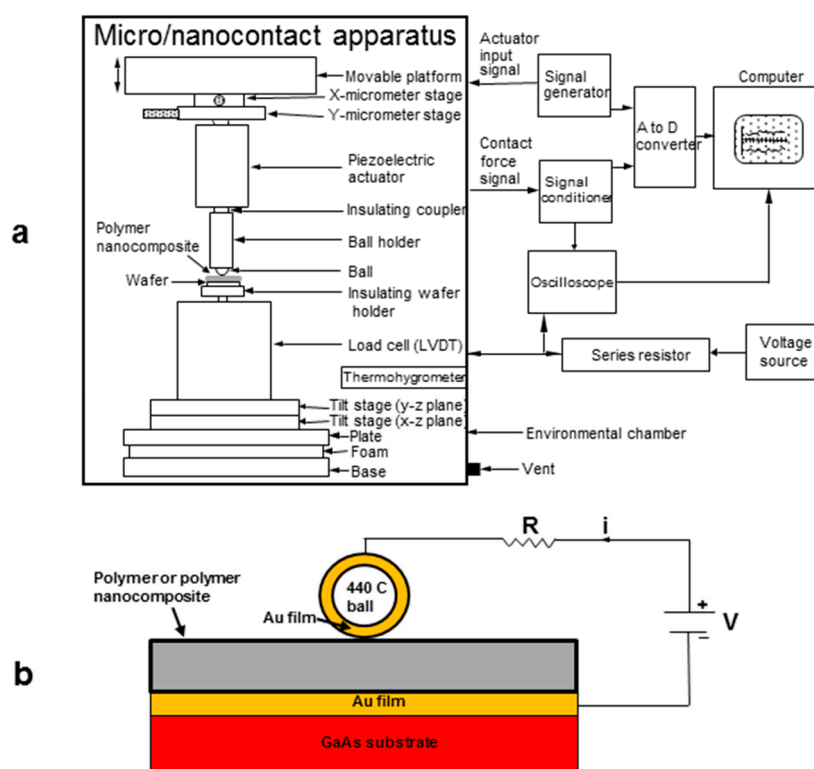 a
Micro/nanocontact apparatus
Movable platform
X-micrometer stage
Y-micrometer stage
Piezoelectric
actuator
Insulating coupler
Polymer
nanocomposite
Ball holder
Wafer
Ball
Insulating wafer
holder
Load cell (LVDT)
Thermohygrometer
Tilt stage (y-z plane)
Tilt stage (x-z plane)
Plate
Foam
Base
Actuator
input
signal
Signal
generator
Contact
force
signal
Signal
conditioner
A to D
converter
Computer
Oscilloscope
Series resistor
Voltage
source
Environmental chamber
Vent
b
Polymer or polymer
nanocomposite
440 C
ball
Au film
R
i
+
V
–
Au film
GaAs substrate